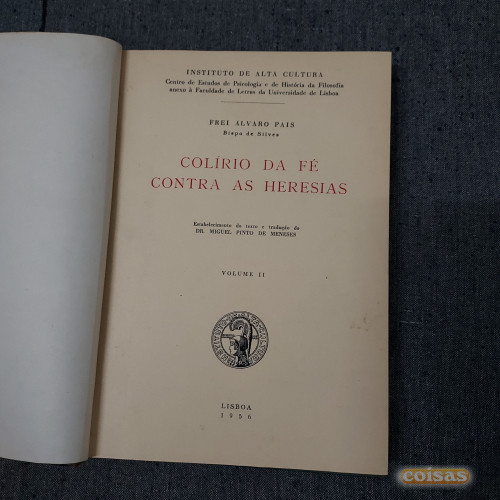 INSTITUTO DE ALTA CULTURA
Centro de Estudos de Psicologia e de História da Filosofia
anexo à Faculdade de Letras da Universidade de Lisboa
FREI ÁLVARO PAIS
Bispo de Silves
COLÍRIO DA FÉ
CONTRA AS HERESIAS
Estabelecimento do texto e tradução do
DR. MIGUEL PINTO DE MENESES
VOLUME II
LISBOA
1956
coisas